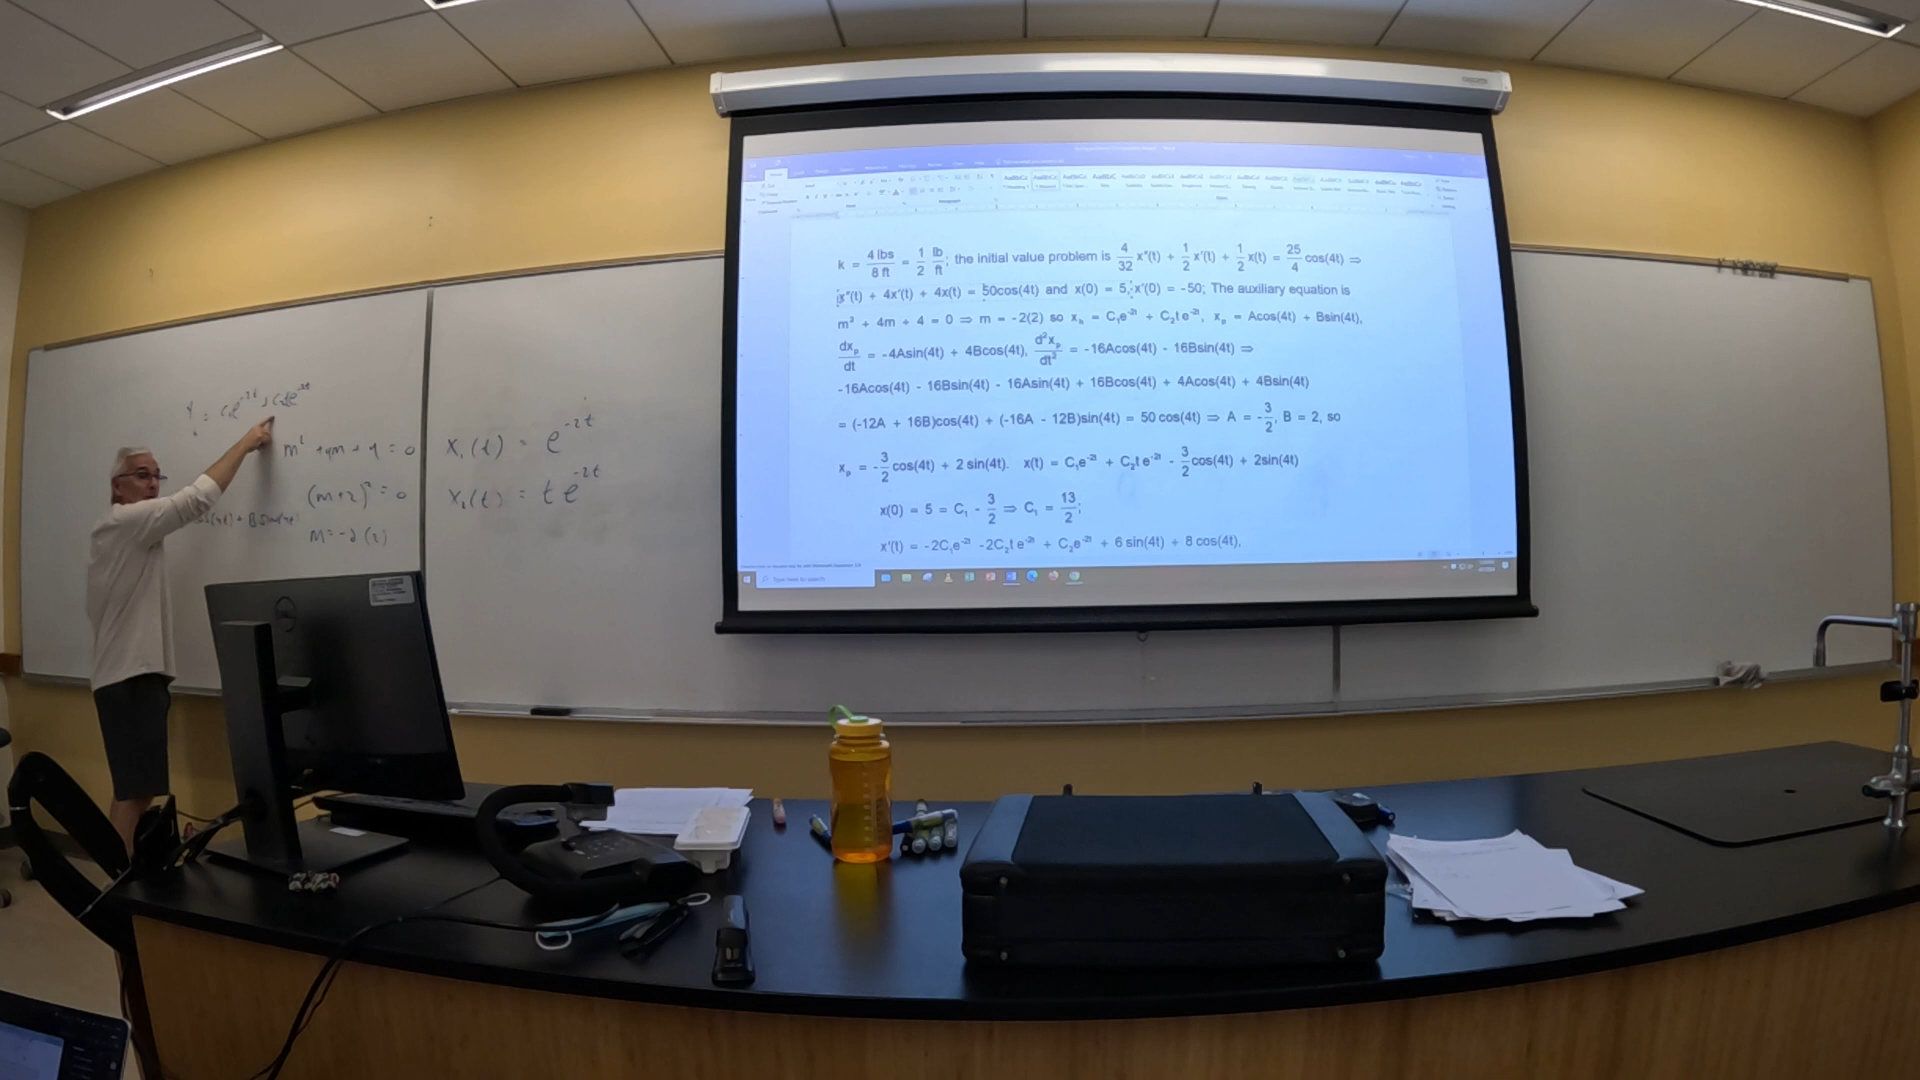 k = 4 lbs / 8 ft = 1/2 lb/ft; the initial value problem is 4/32 x"(t) + 1/2 x'(t) + 1/2 x(t) = 25/4 cos(4t) ⇒
x"(t) + 4x'(t) + 4x(t) = 50cos(4t) and x(0) = 5, x'(0) = -50; The auxiliary equation is
m² + 4m + 4 = 0 ⇒ m = -2(2) so xₕ = C₁e⁻²ᵗ + C₂te⁻²ᵗ, xₚ = Acos(4t) + Bsin(4t),
dxₚ/dt = -4Asin(4t) + 4Bcos(4t), d²xₚ/dt² = -16Acos(4t) - 16Bsin(4t) ⇒
-16Acos(4t) - 16Bsin(4t) - 16Asin(4t) + 16Bcos(4t) + 4Acos(4t) + 4Bsin(4t)
= (-12A + 16B)cos(4t) + (-16A - 12B)sin(4t) = 50 cos(4t) ⇒ A = -3/2, B = 2, so
xₚ = -3/2 cos(4t) + 2 sin(4t). x(t) = C₁e⁻²ᵗ + C₂te⁻²ᵗ - 3/2 cos(4t) + 2sin(4t)
x(0) = 5 = C₁ - 3/2 ⇒ C₁ = 13/2;
x'(t) = -2C₁e⁻²ᵗ -2C₂te⁻²ᵗ + C₂e⁻²ᵗ + 6 sin(4t) + 8 cos(4t),
Type here to search
m² + 4m + 4 = 0
(m+2)² = 0
m = -2 (2)
x₁(t) = e⁻²ᵗ
x₂(t) = te⁻²ᵗ
DELL